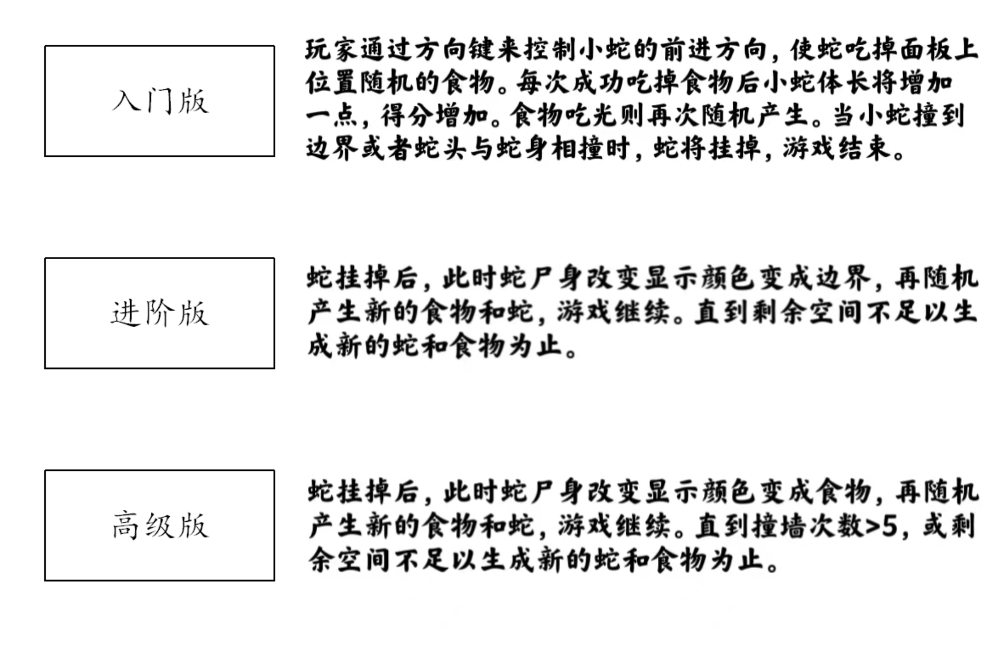 入门版
玩家通过方向键来控制小蛇的前进方向，使蛇吃掉面板上
位置随机的食物。每次成功吃掉食物后小蛇体长将增加
一点，得分增加。食物吃光则再次随机产生。当小蛇撞到
边界或者蛇头与蛇身相撞时，蛇将挂掉，游戏结束。
进阶版
蛇挂掉后，此时蛇尸身改变显示颜色变成边界，再随机
产生新的食物和蛇，游戏继续。直到剩余空间不足以生
成新的蛇和食物为止。
高级版
蛇挂掉后，此时蛇尸身改变显示颜色变成食物，再随机
产生新的食物和蛇，游戏继续。直到撞墙次数>5，或剩
余空间不足以生成新的蛇和食物为止。